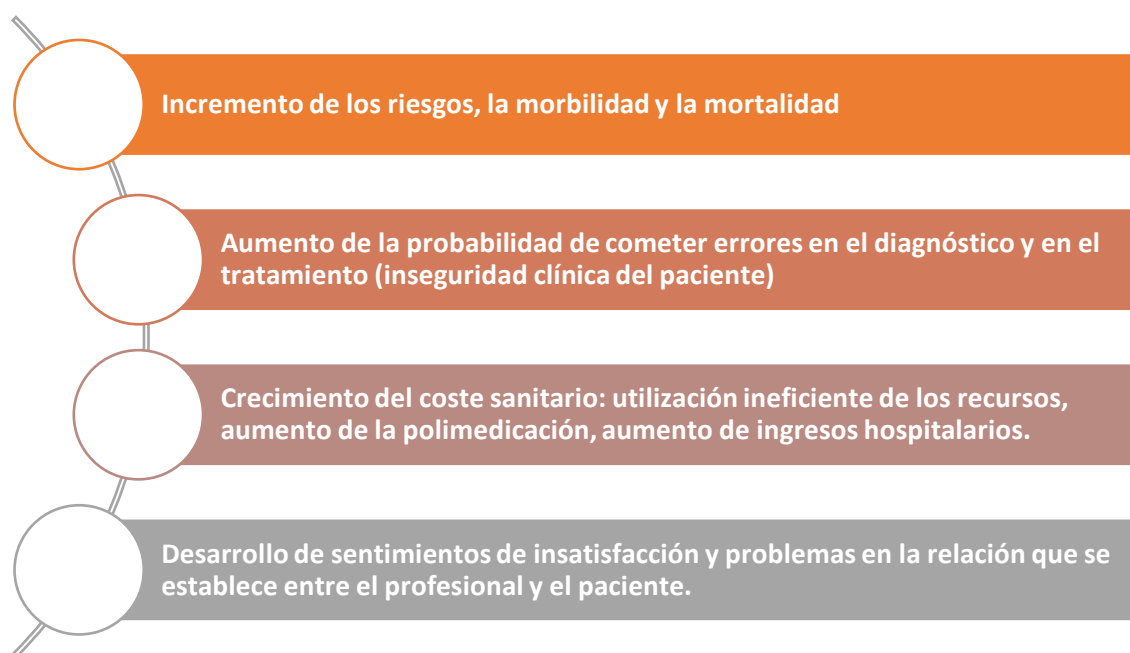 Incremento de los riesgos, la morbilidad y la mortalidad
Aumento de la probabilidad de cometer errores en el diagnóstico y en el
tratamiento (inseguridad clínica del paciente)
Crecimiento del coste sanitario: utilización ineficiente de los recursos,
aumento de la polimedicación, aumento de ingresos hospitalarios.
Desarrollo de sentimientos de insatisfacción y problemas en la relación que se
establece entre el profesional y el paciente.